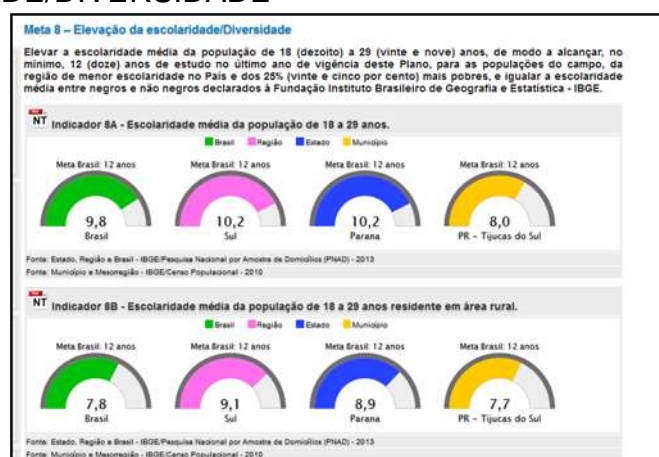 DE/DIVERSIDADE
Meta 8 – Elevação da escolaridade/Diversidade
Elevar a escolaridade média da população de 18 (dezoito) a 29 (vinte e nove) anos, de modo a alcançar, no
mínimo, 12 (doze) anos de estudo no último ano de vigência deste Plano, para as populações do campo, da
região de menor escolaridade no País e dos 25% (vinte e cinco por cento) mais pobres, e igualar a escolaridade
média entre negros e não negros declarados à Fundação Instituto Brasileiro de Geografia e Estatística - IBGE.
NT Indicador 8A - Escolaridade média da população de 18 a 29 anos.
Brasil Região Estado Município
Meta Brasil: 12 anos Meta Brasil: 12 anos Meta Brasil: 12 anos Meta Brasil: 12 anos
9,8 10,2 10,2 8,0
Brasil Sul Parana PR - Tijucas do Sul
Fonte: Estado, Região e Brasil - IBGE/Pesquisa Nacional por Amostra de Domicílios (PNAD) - 2013
Fonte: Município e Mesorregião - IBGE/Censo Populacional - 2010
NT Indicador 8B - Escolaridade média da população de 18 a 29 anos residente em área rural.
Brasil Região Estado Município
Meta Brasil: 12 anos Meta Brasil: 12 anos Meta Brasil: 12 anos Meta Brasil: 12 anos
7,8 9,1 8,9 7,7
Brasil Sul Parana PR - Tijucas do Sul
Fonte: Estado, Região e Brasil - IBGE/Pesquisa Nacional por Amostra de Domicílios (PNAD) - 2013
Fonte: Município e Mesorregião - IBGE/Censo Populacional - 2010